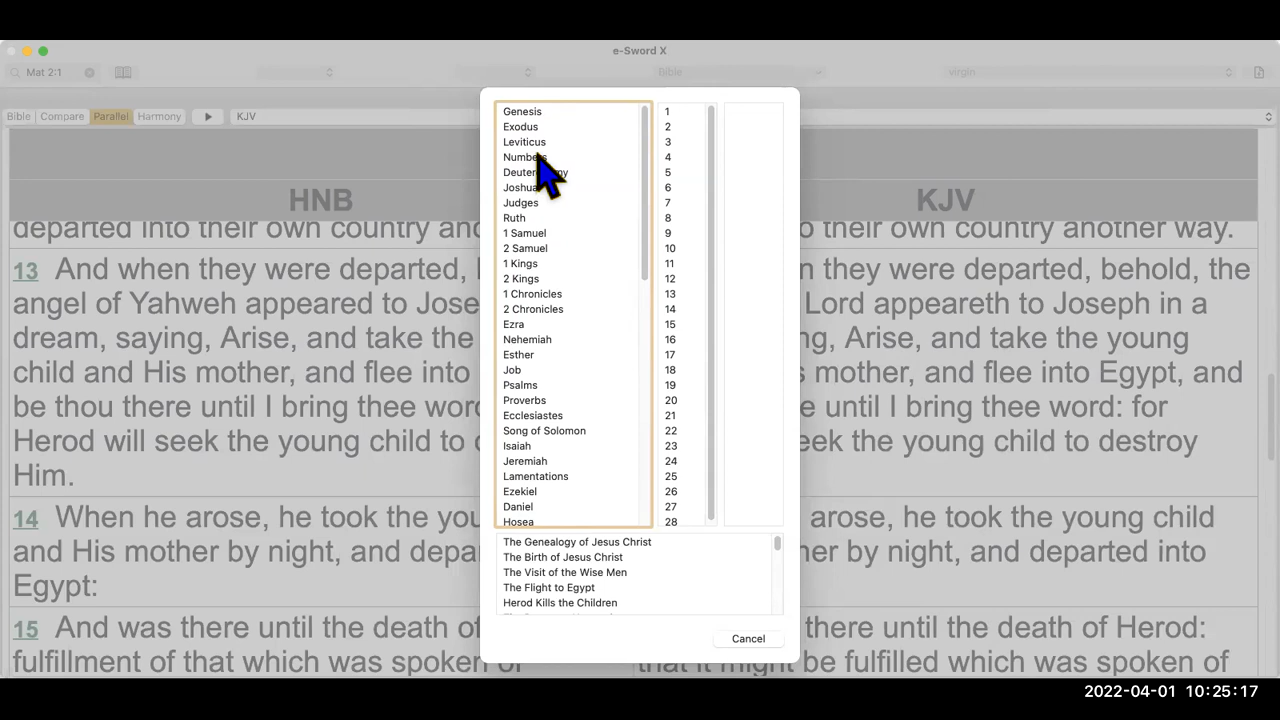 e-Sword X
Mat 2:1
Bible
virgin
Bible Compare Parallel Harmony KJV
HNB
KJV
departed into their own country
o their own country another way.
13 And when they were departed,
angel of Yahweh appeared to Jose
dream, saying, Arise, and take the
child and His mother, and flee into
be thou there until I bring thee word
Herod will seek the young child to
Him.
n they were departed, behold, the
Lord appeareth to Joseph in a
ng, Arise, and take the young
s mother, and flee into Egypt, and
e until I bring thee word: for
eek the young child to destroy
14 When he arose, he took the you
and His mother by night, and depa
Egypt:
arose, he took the young child
her by night, and departed into
15 And was there until the death of
fulfillment of that which was spoken of
there until the death of Herod:
that it might be fulfilled which was spoken of
Genesis
Exodus
Leviticus
Numbers
Joshua
Judges
Ruth
1 Samuel
2 Samuel
1 Kings
2 Kings
1 Chronicles
2 Chronicles
Ezra
Nehemiah
Esther
Job
Psalms
Proverbs
Ecclesiastes
Song of Solomon
Isaiah
Jeremiah
Lamentations
Ezekiel
Daniel
Hosea
1
2
3
4
5
6
7
8
9
10
11
12
13
14
15
16
17
18
19
20
21
22
23
24
25
26
27
28
The Genealogy of Jesus Christ
The Birth of Jesus Christ
The Visit of the Wise Men
The Flight to Egypt
Herod Kills the Children
Cancel
2022-04-01 10:25:17